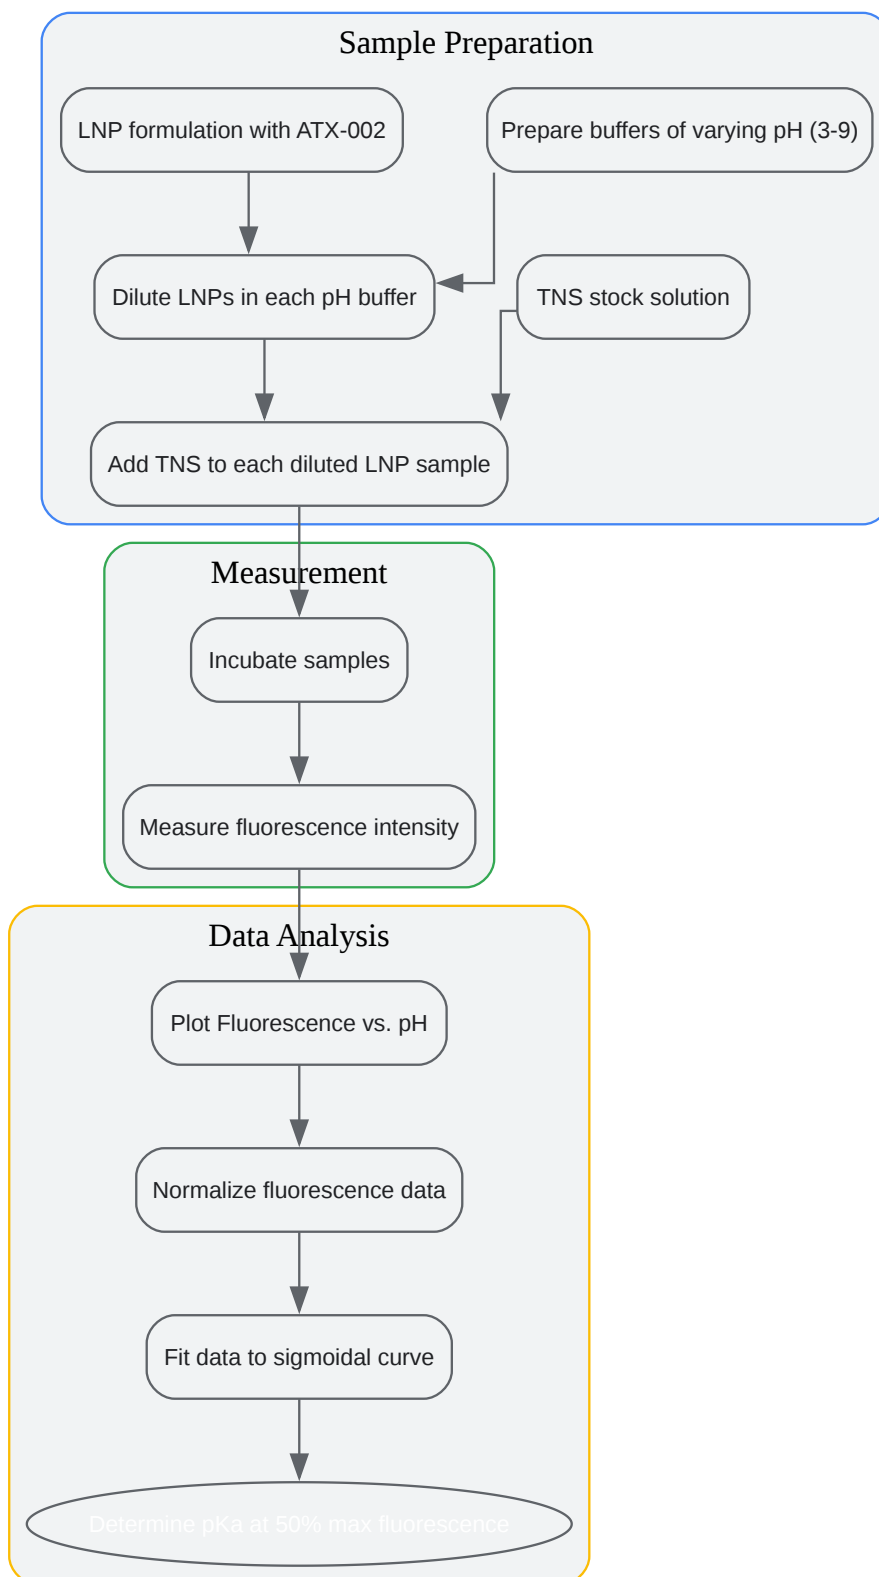 Sample Preparation
LNP formulation with ATX-002
Prepare buffers of varying pH (3-9)
Dilute LNPs in each pH buffer
TNS stock solution
Add TNS to each diluted LNP sample
Measurement
Incubate samples
Measure fluorescence intensity
Data Analysis
Plot Fluorescence vs. pH
Normalize fluorescence data
Fit data to sigmoidal curve
Determine pKa at 50% max fluorescence